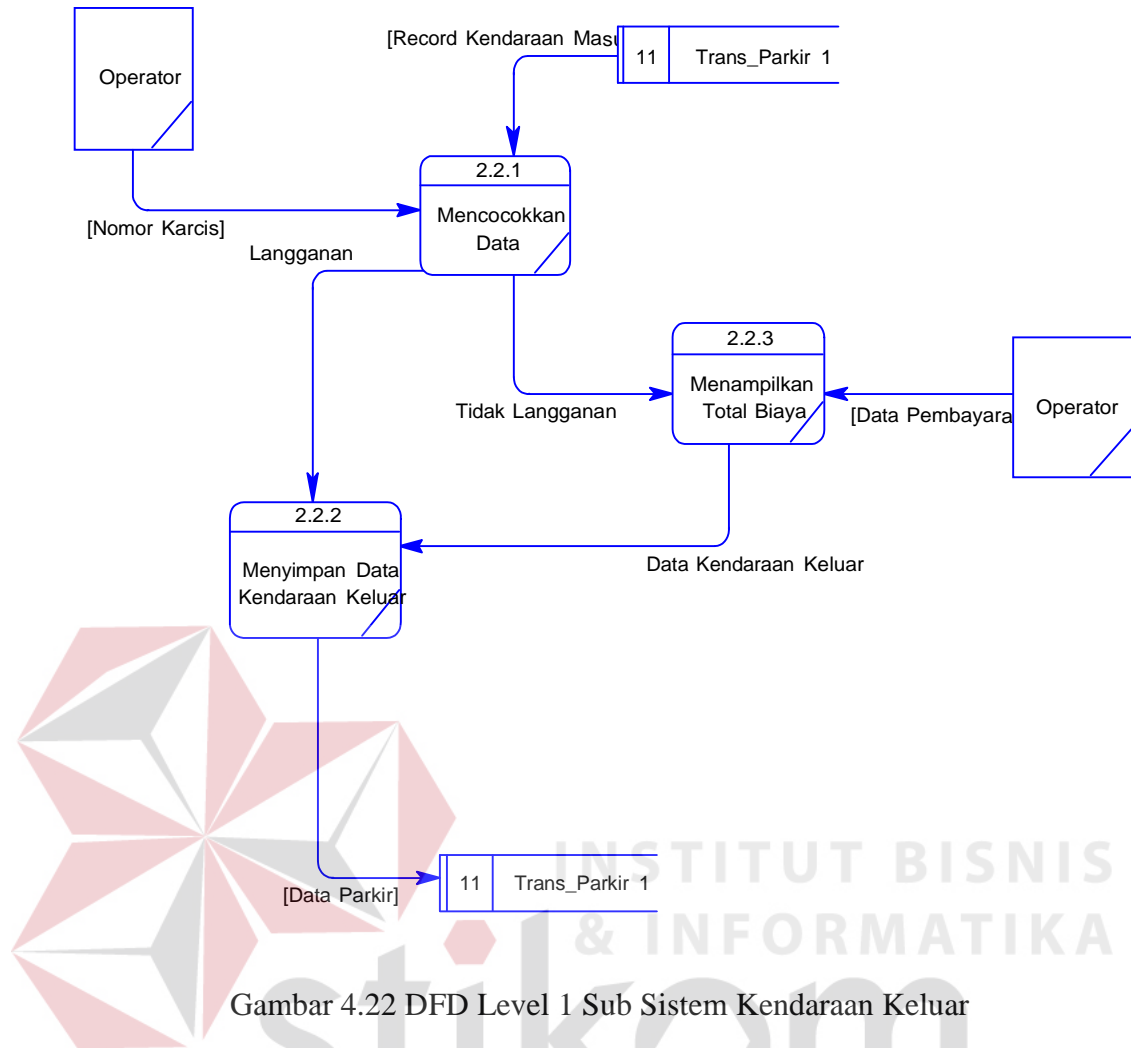 [Record Kendaraan Masu
11 Trans_Parkir 1
Operator
2.2.1
Mencocokkan
Data
[Nomor Karcis]
Langganan
2.2.3
Menampilkan
Total Biaya
Tidak Langganan
[Data Pembayara
Operator
2.2.2
Menyimpan Data
Kendaraan Keluar
Data Kendaraan Keluar
[Data Parkir]
11 Trans_Parkir 1
INSTITUT BISNIS
& INFORMATIKA
stikom
Gambar 4.22 DFD Level 1 Sub Sistem Kendaraan Keluar